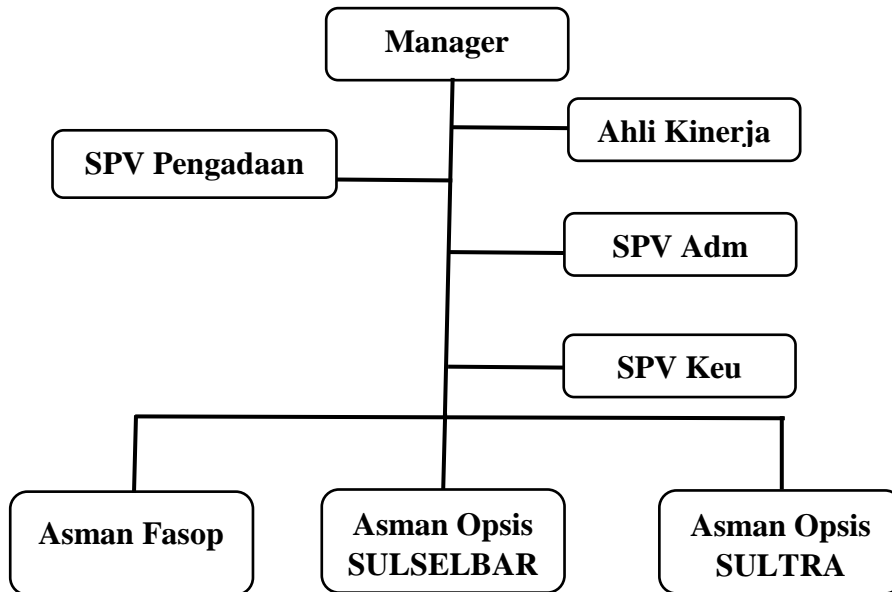 Manager
Ahli Kinerja
SPV Pengadaan
SPV Adm
SPV Keu
Asman Fasop
Asman Opsis
SULSELBAR
Asman Opsis
SULTRA